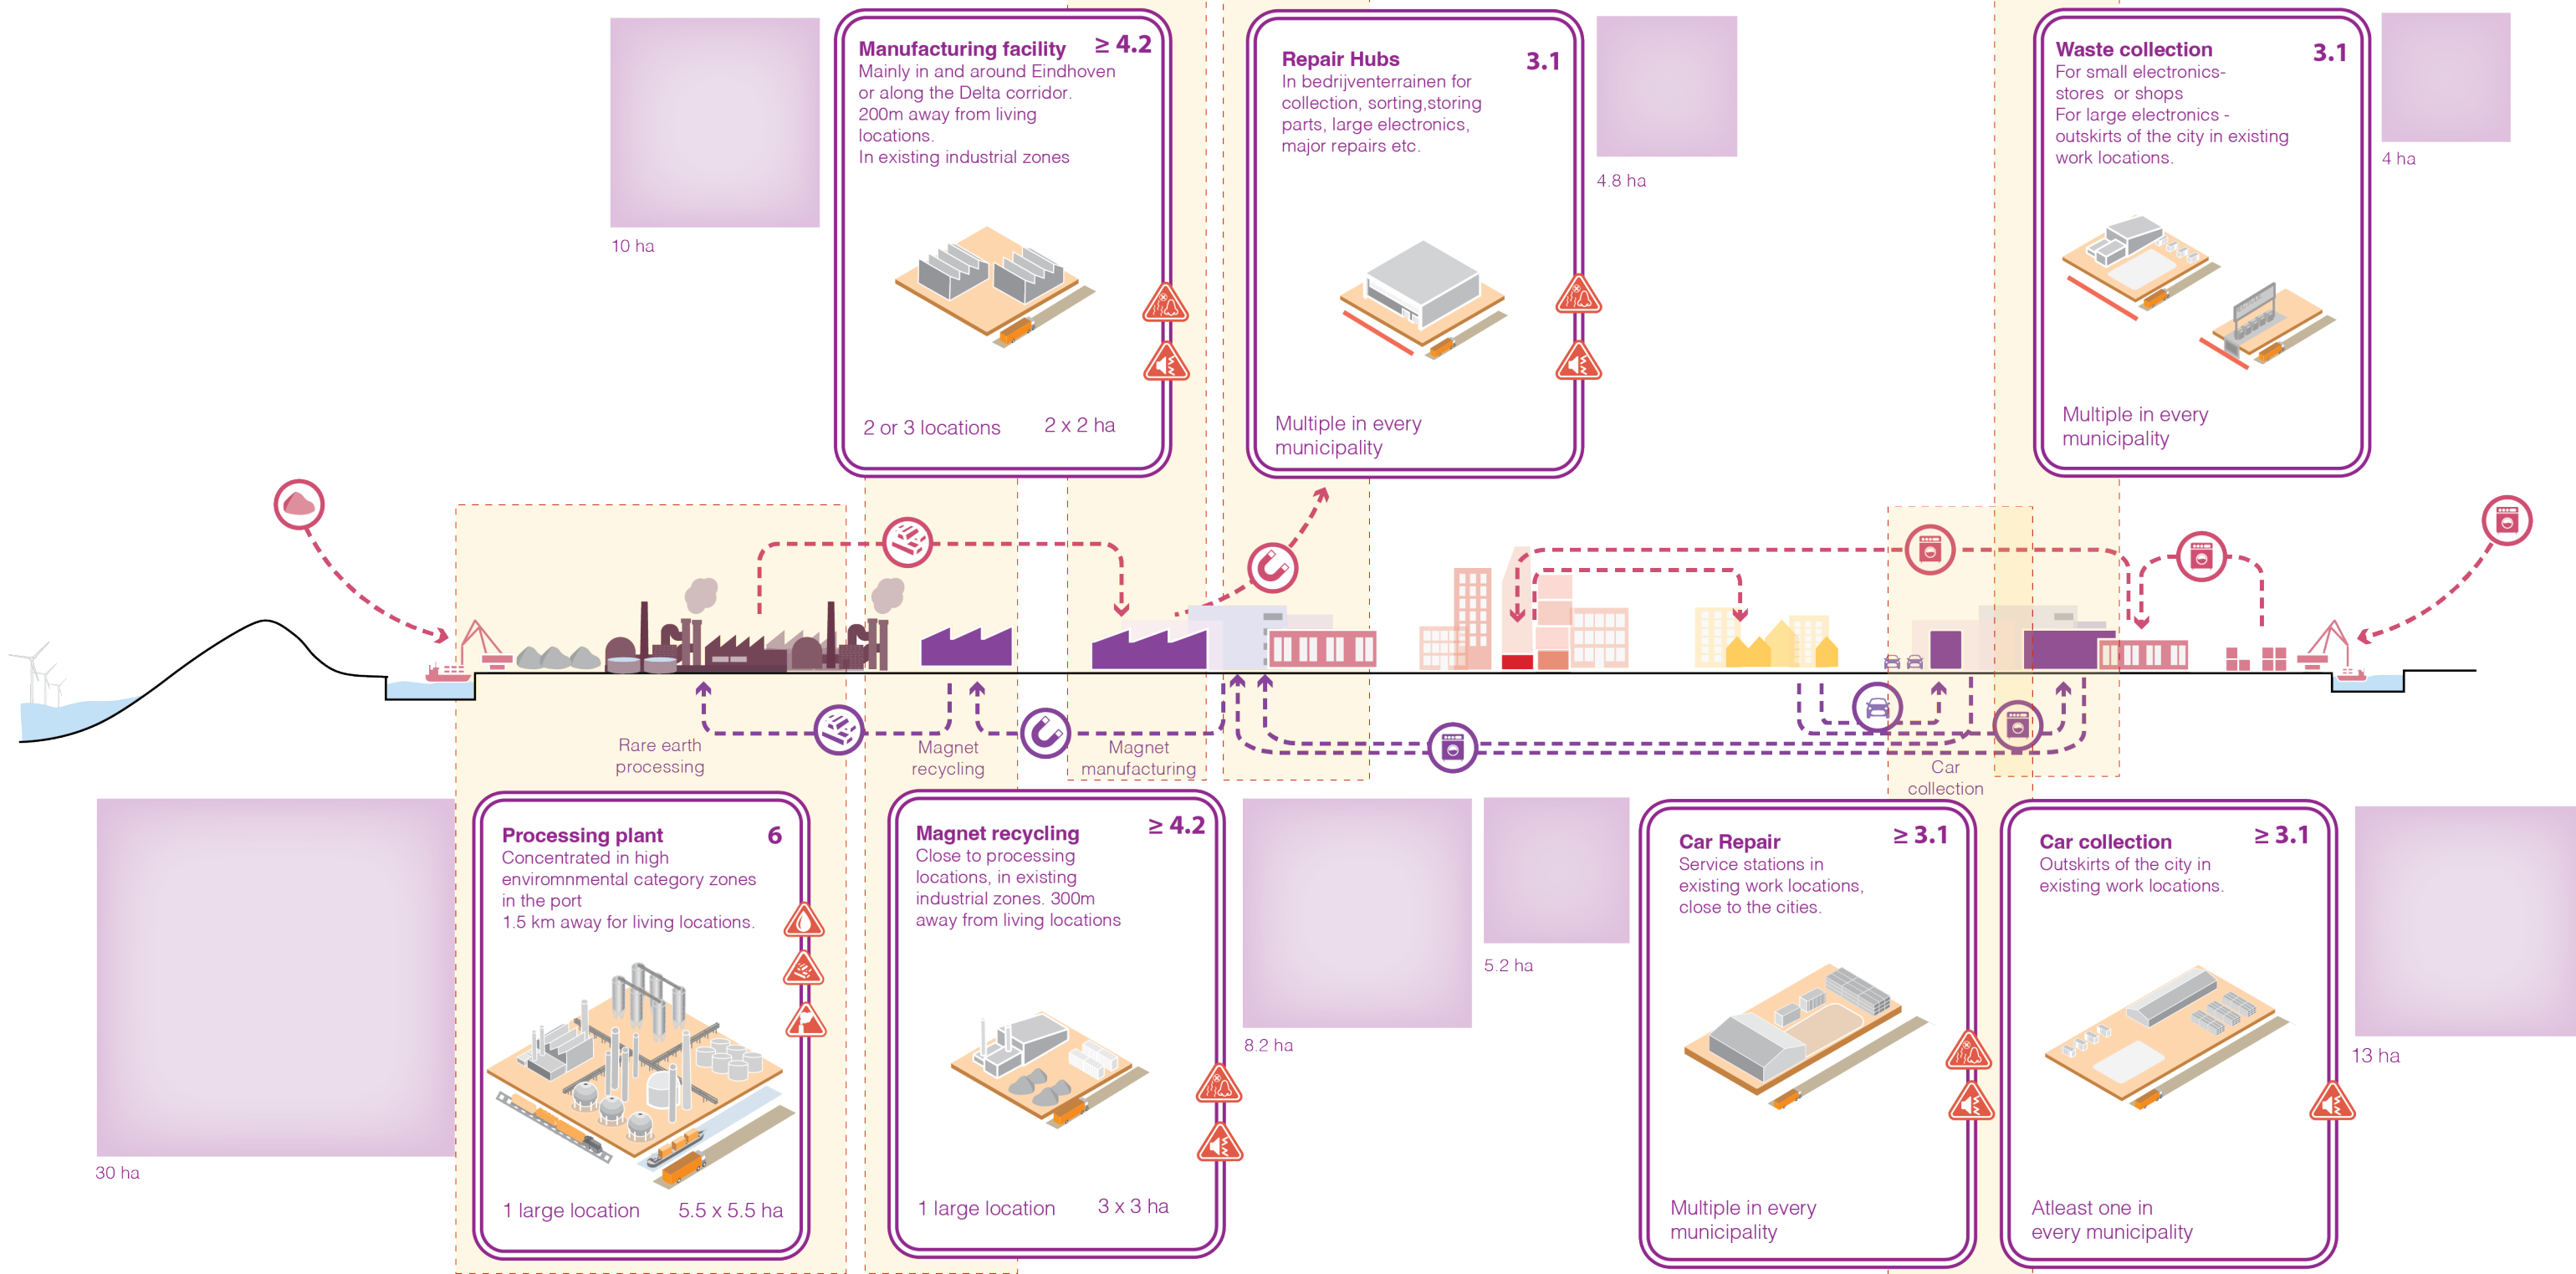 Manufacturing facility
≥ 4.2
Mainly in and around Eindhoven
or along the Delta corridor.
200m away from living
locations.
In existing industrial zones
2 or 3 locations
2 x 2 ha
10 ha
Repair Hubs
3.1
In bedrijventerrainen for
collection, sorting,storing
parts, large electronics,
major repairs etc.
Multiple in every
municipality
4.8 ha
Waste collection
3.1
For small electronics-
stores or shops
For large electronics -
outskirts of the city in existing
work locations.
Multiple in every
municipality
4 ha
Rare earth
processing
Magnet
recycling
Magnet
manufacturing
Car
collection
30 ha
Processing plant
6
Concentrated in high
enviromnmental category zones
in the port
1.5 km away for living locations.
1 large location
5.5 x 5.5 ha
Magnet recycling
≥ 4.2
Close to processing
locations, in existing
industrial zones. 300m
away from living locations
1 large location
3 x 3 ha
8.2 ha
5.2 ha
Car Repair
≥ 3.1
Service stations in
existing work locations,
close to the cities.
Multiple in every
municipality
Car collection
≥ 3.1
Outskirts of the city in
existing work locations.
Atleast one in
every municipality
13 ha